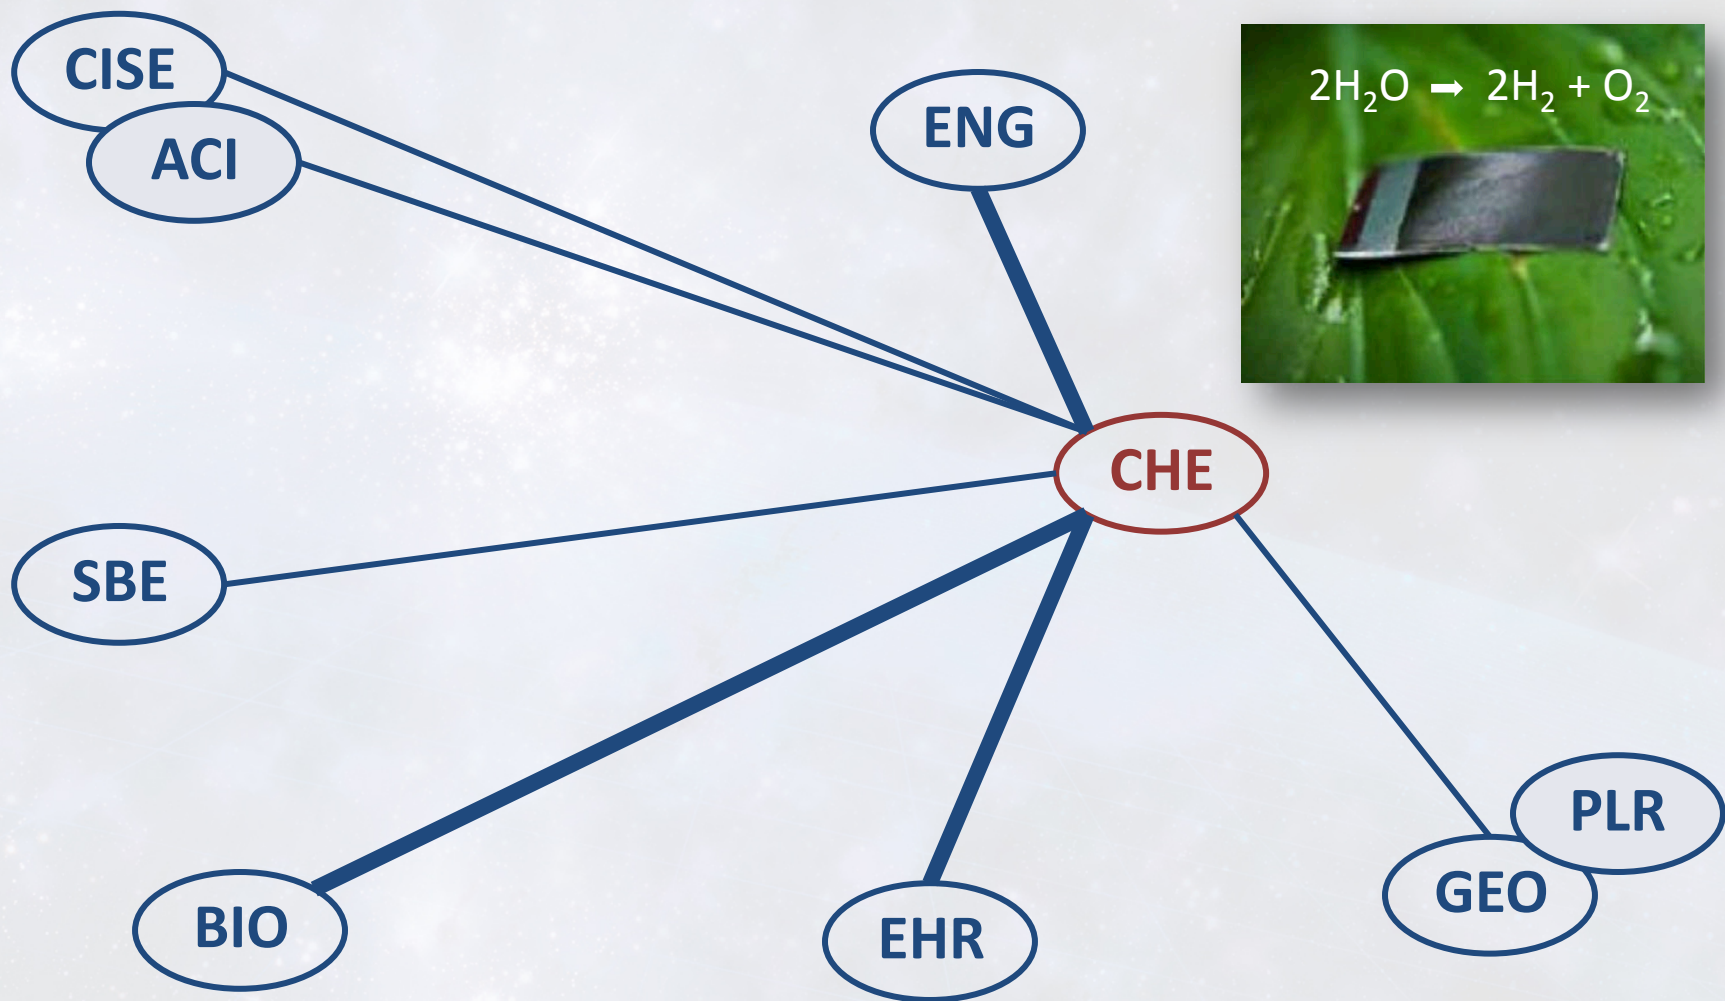 CISE
ACI
ENG
2H₂O ➡ 2H₂ + O₂
CHE
SBE
PLR
GEO
BIO
EHR